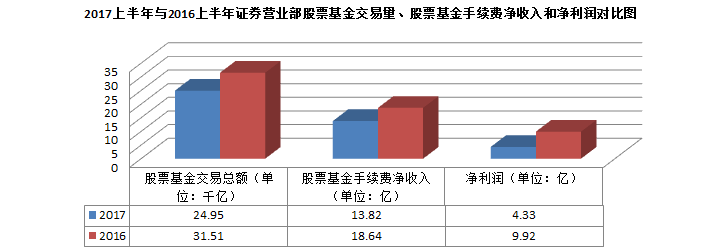 2017上半年与2016上半年证券营业部股票基金交易量、股票基金手续费净收入和净利润对比图
35
30
25
20
15
10
5
0
股票基金交易总额（单
位：千亿）
股票基金手续费净收入
（单位：亿）
净利润（单位：亿）
2017 24.95 13.82 4.33
2016 31.51 18.64 9.92